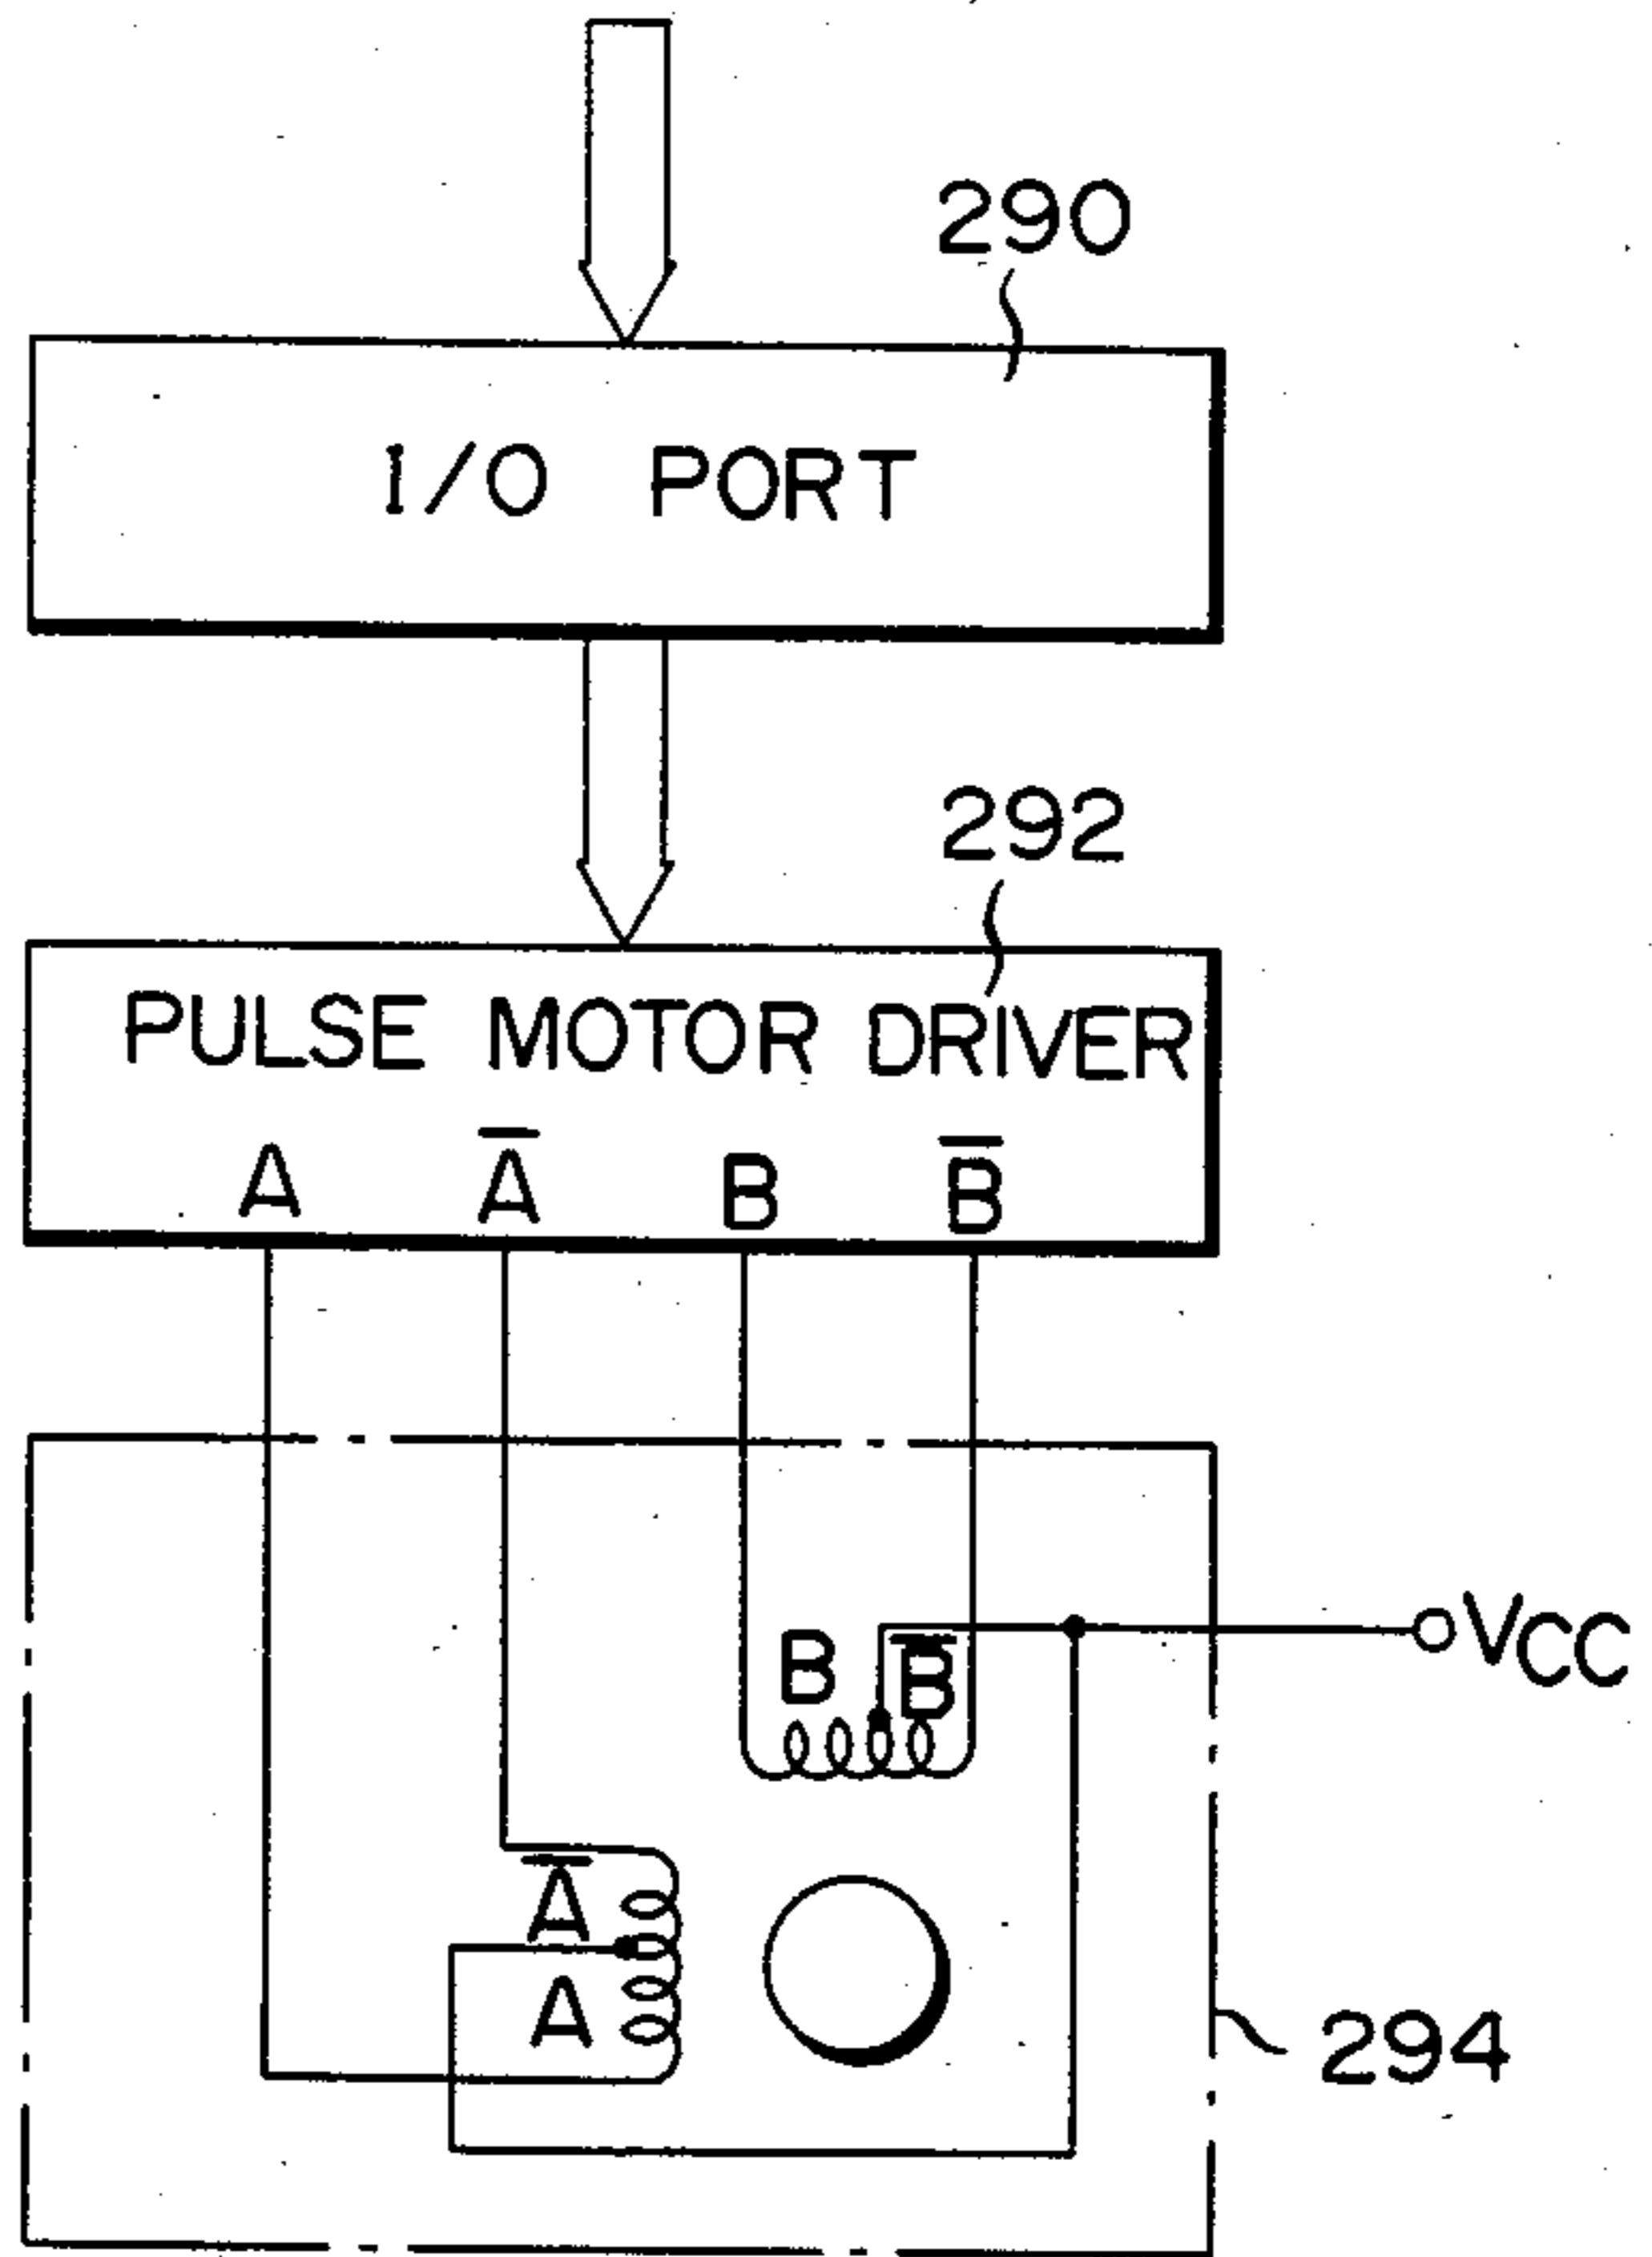 290
I/O PORT
292
PULSE MOTOR DRIVER
A A̅ B B̅
VCC
B B̅
A̅
A
294